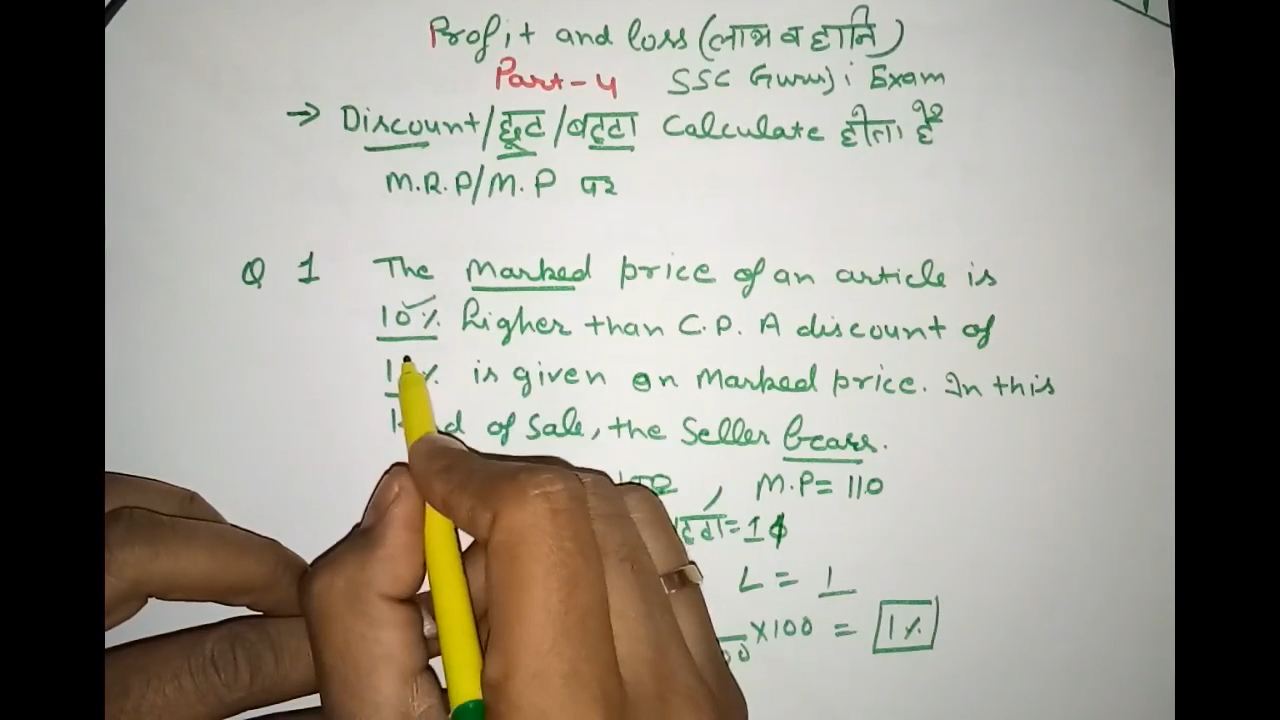 Profit and loss (लाभ व हानि)
Part-4 SSC Guruji Exam
→ Discount/छूट/बट्टा Calculate होता है
M.R.P/M.P पर
Q 1 The Marked price of an article is
10% higher than C.P. A discount of
is given on Marked price. In this
of Sale, the Seller bears.
, M.P = 110
बट्टा =
L = 1
×100 = 1%